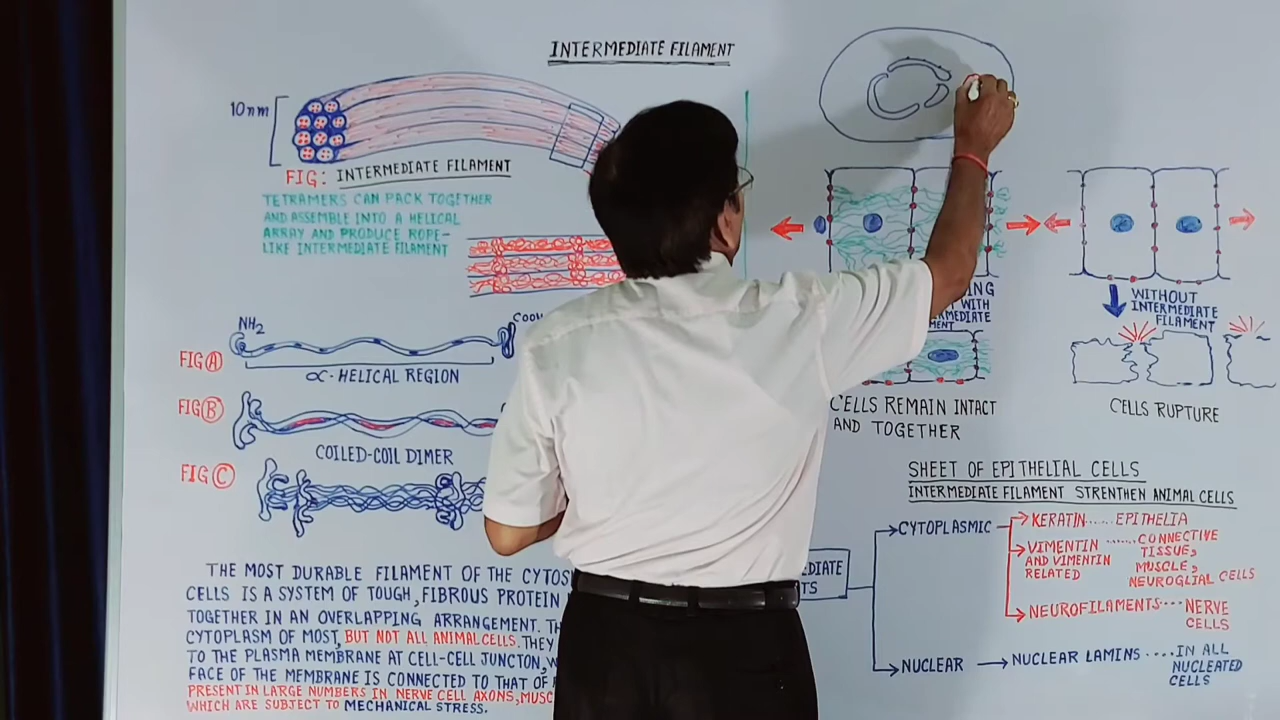 INTERMEDIATE FILAMENT
10nm
FIG: INTERMEDIATE FILAMENT
TETRAMERS CAN PACK TOGETHER
AND ASSEMBLE INTO A HELICAL
ARRAY AND PRODUCE ROPE-
LIKE INTERMEDIATE FILAMENT
NH2
FIG A
α-HELICAL REGION
FIG B
COILED-COIL DIMER
FIG C
THE MOST DURABLE FILAMENT OF THE
CELLS IS A SYSTEM OF TOUGH, FIBROUS PROTEIN
TOGETHER IN AN OVERLAPPING ARRANGEMENT.
CYTOPLASM OF MOST, BUT NOT ALL ANIMAL CELLS. THEY
TO THE PLASMA MEMBRANE AT CELL-CELL JUNCTON,
FACE OF THE MEMBRANE IS CONNECTED TO THAT OF
PRESENT IN LARGE NUMBERS IN NERVE CELL AXONS,
WHICH ARE SUBJECT TO MECHANICAL STRESS.
WITH
CELLS REMAIN INTACT
AND TOGETHER
WITHOUT
INTERMEDIATE
FILAMENT
CELLS RUPTURE
SHEET OF EPITHELIAL CELLS
INTERMEDIATE FILAMENT STRENTHEN ANIMAL CELLS
CYTOPLASMIC
KERATIN......EPITHELIA
VIMENTIN AND VIMENTIN RELATED ...... CONNECTIVE TISSUE, MUSCLE, NEUROGLIAL CELLS
NEUROFILAMENTS... NERVE CELLS
NUCLEAR
NUCLEAR LAMINS .... IN ALL NUCLEATED CELLS